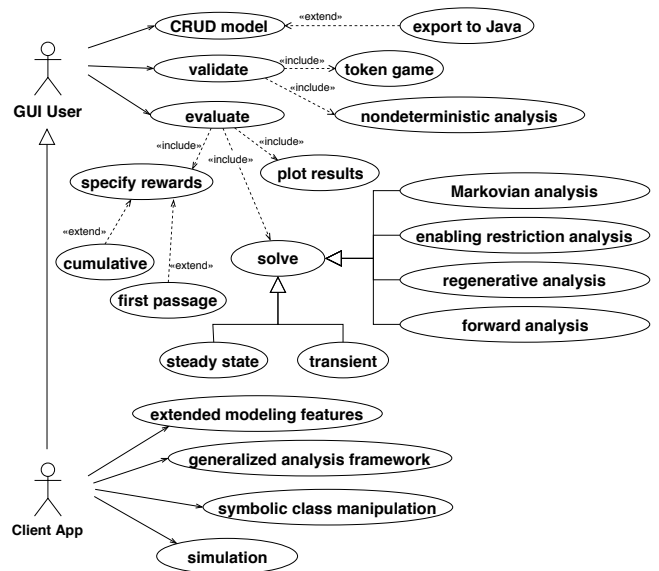 «extend»
CRUD model
export to Java
validate
«include»
token game
GUI User
«include»
evaluate
nondeterministic analysis
«include»
«include»
«include»
plot results
specify rewards
Markovian analysis
«extend»
enabling restriction analysis
cumulative
solve
«extend»
regenerative analysis
first passage
forward analysis
steady state
transient
extended modeling features
generalized analysis framework
Client App
symbolic class manipulation
simulation